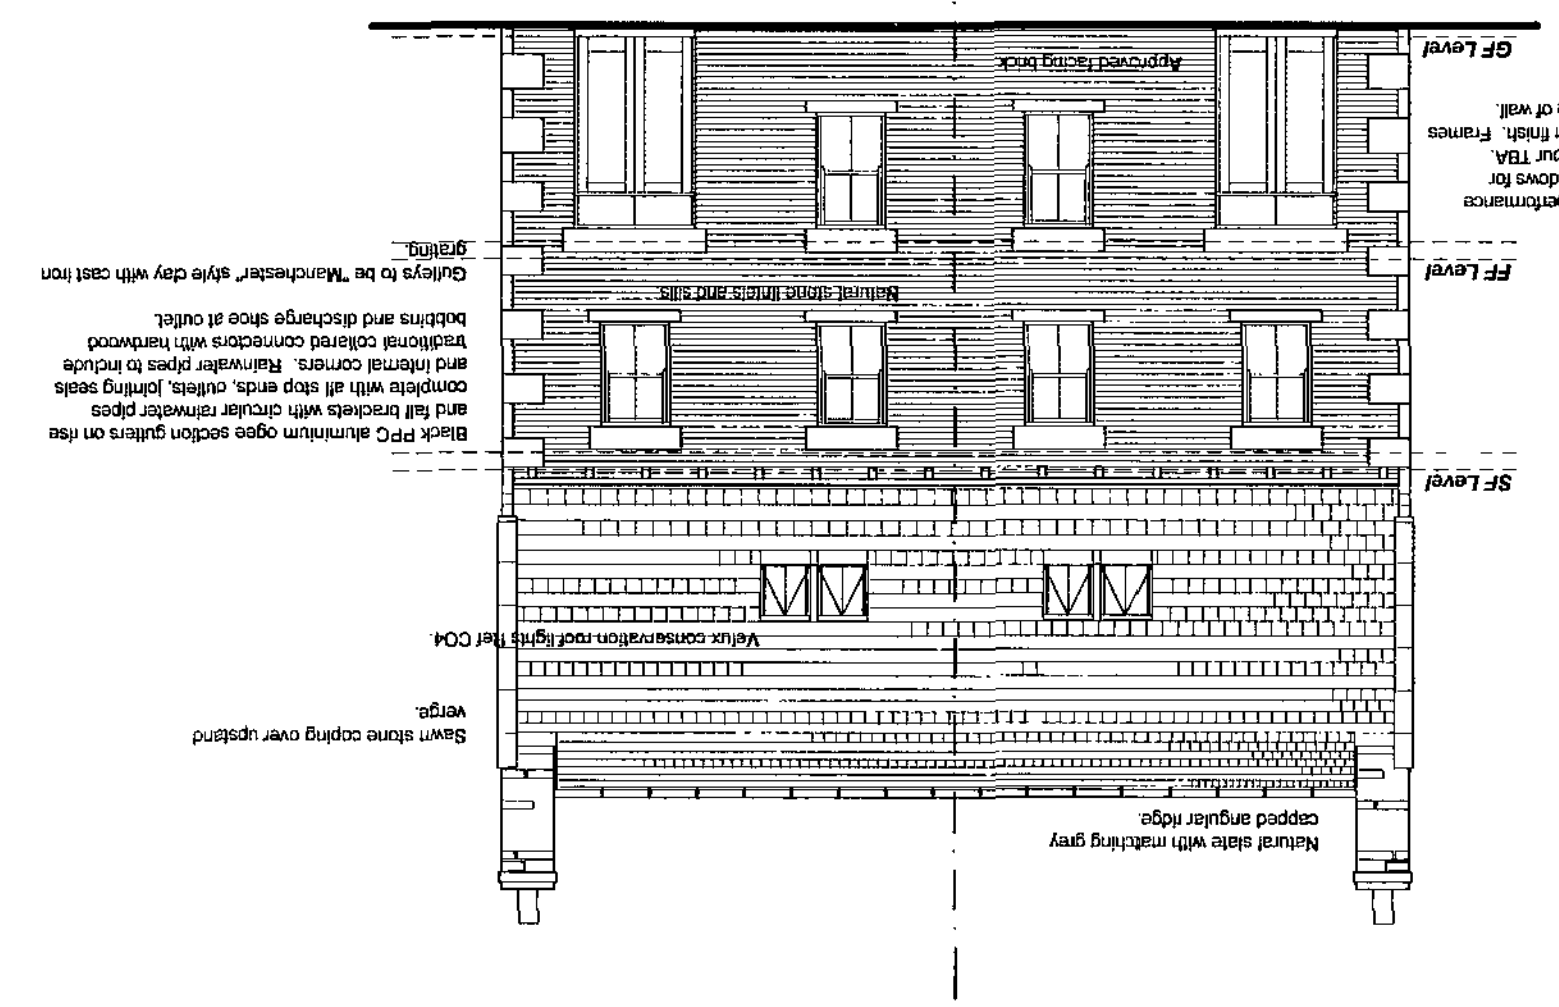 Natural slate with matching grey
capped angular ridge.
Sawn stone coping over upstand
verge.
Velux conservation rooflights Ref CO4.
SF Level
Black PPC aluminium ogee section gutters on rise
and fall brackets with circular rainwater pipes
complete with all stop ends, outlets, jointing seals
and internal corners. Rainwater pipes to include
traditional collared connectors with hardwood
bobbins and discharge shoe at outlet.
Natural stone lintels and sills.
FF Level
Gulleys to be "Manchester" style clay with cast iron
grating.
erformance
dows for
our TBA.
finish. Frames
of wall.
Approved facing brick
GF Level